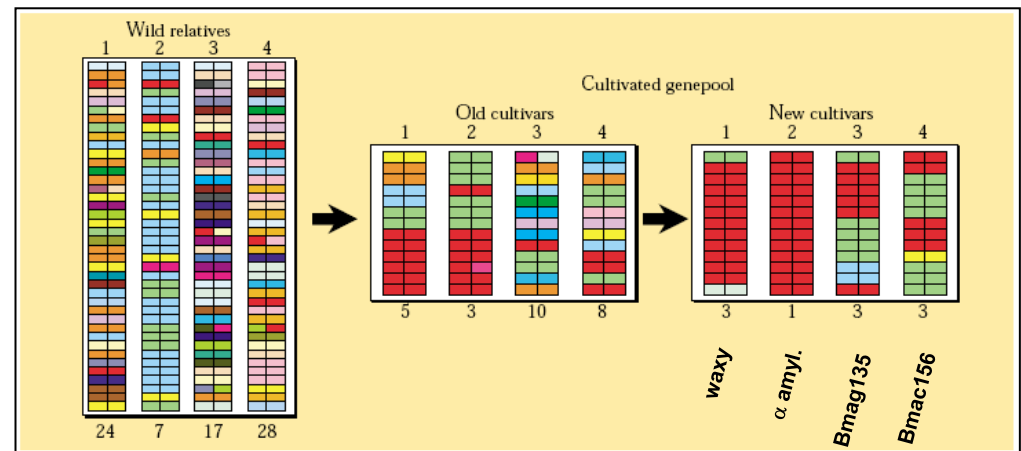 Wild relatives
1 2 3 4
24 7 17 28
Cultivated genepool
Old cultivars
1 2 3 4
5 3 10 8
New cultivars
1 2 3 4
3 1 3 3
waxy
α amyl.
Bmag135
Bmac156